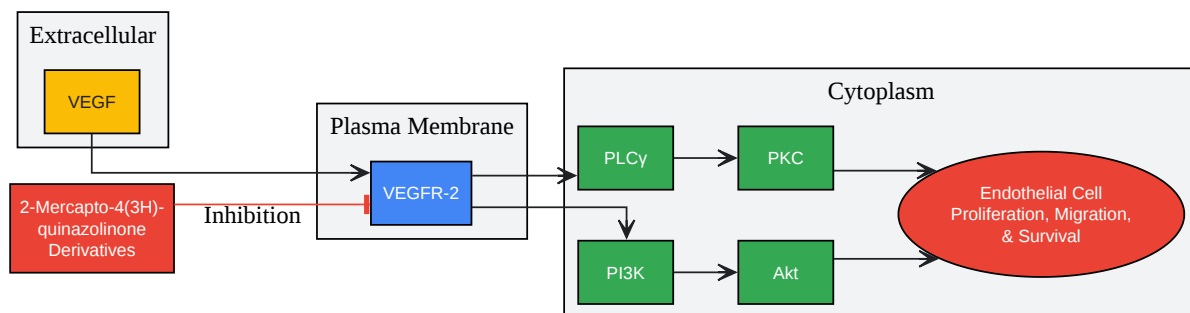 Extracellular
VEGF
2-Mercapto-4(3H)-
quinazolinone
Derivatives
Inhibition
Plasma Membrane
VEGFR-2
Cytoplasm
PLCγ
PKC
PI3K
Akt
Endothelial Cell
Proliferation, Migration,
& Survival